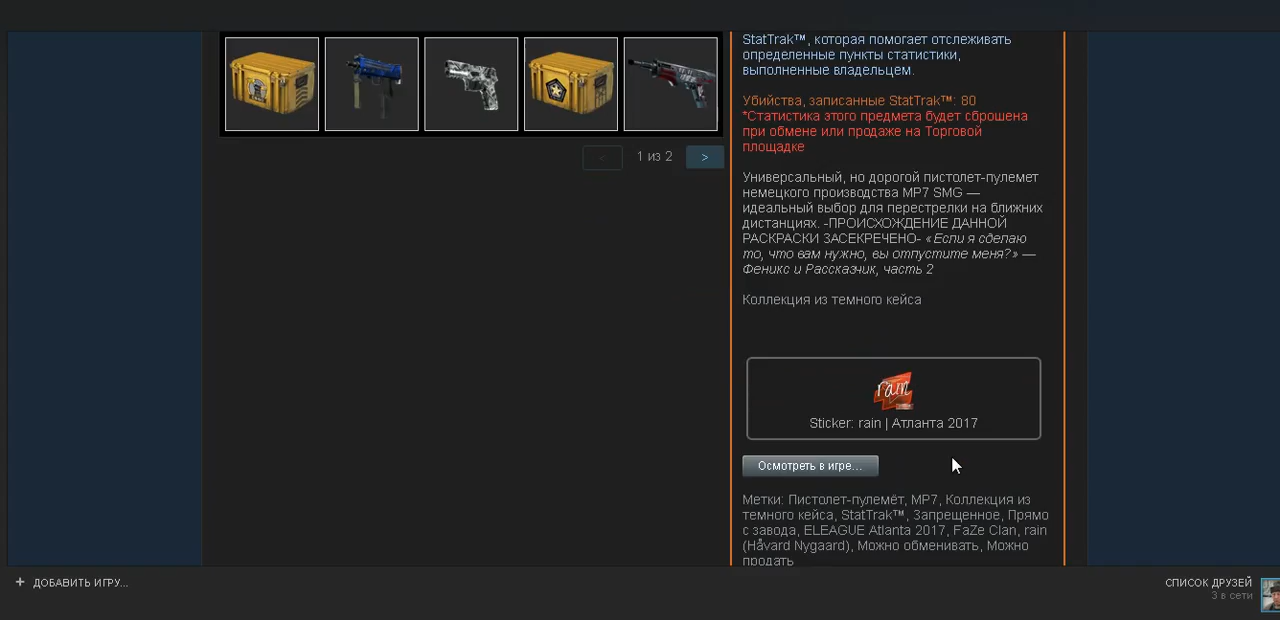 StatTrak™, которая помогает отслеживать
определенные пункты статистики,
выполненные владельцем.
Убийства, записанные StatTrak™: 80
*Статистика этого предмета будет сброшена
при обмене или продаже на Торговой
площадке
< 1 из 2 >
Универсальный, но дорогой пистолет-пулемет
немецкого производства MP7 SMG —
идеальный выбор для перестрелки на ближних
дистанциях. -ПРОИСХОЖДЕНИЕ ДАННОЙ
РАСКРАСКИ ЗАСЕКРЕЧЕНО- «Если я сделаю
то, что вам нужно, вы отпустите меня?» —
Феникс и Рассказчик, часть 2
Коллекция из темного кейса
rain
Sticker: rain | Атланта 2017
Осмотреть в игре...
Метки: Пистолет-пулемёт, MP7, Коллекция из
темного кейса, StatTrak™, Запрещенное, Прямо
с завода, ELEAGUE Atlanta 2017, FaZe Clan, rain
(Håvard Nygaard), Можно обменивать, Можно
продать
+ ДОБАВИТЬ ИГРУ...
СПИСОК ДРУЗЕЙ
3 в сети